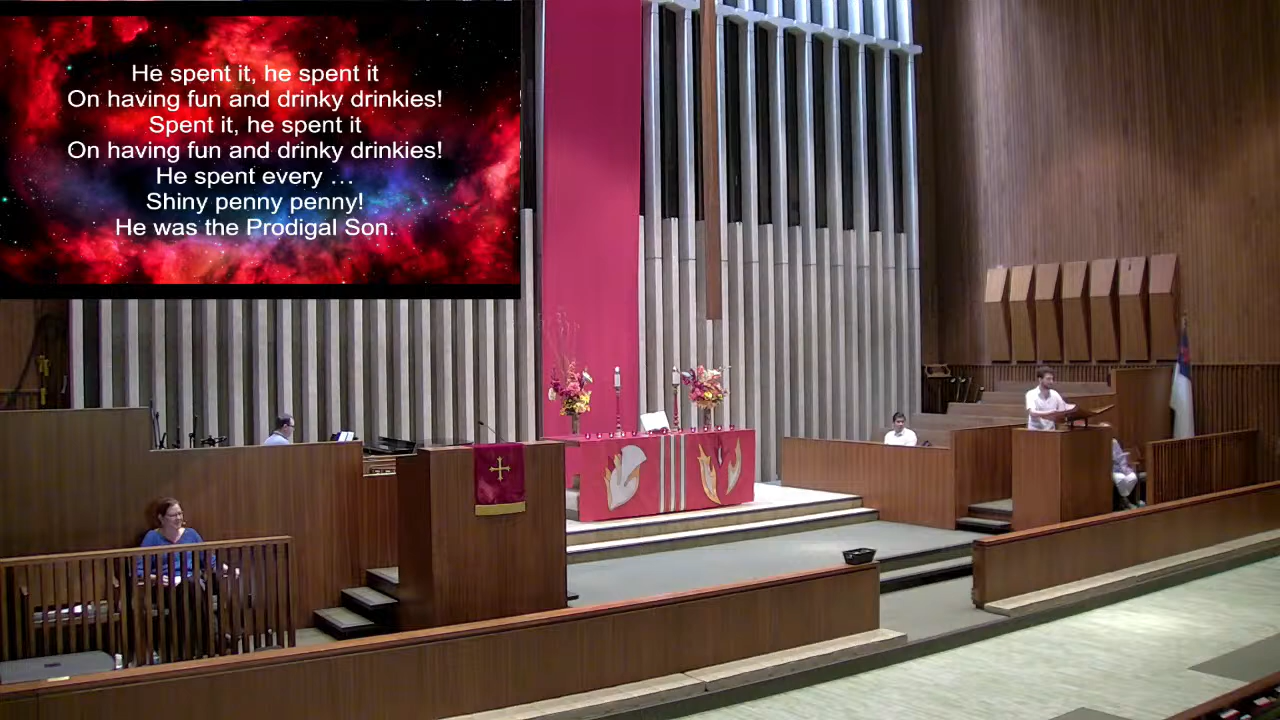 He spent it, he spent it
On having fun and drinky drinkies!
Spent it, he spent it
On having fun and drinky drinkies!
He spent every …
Shiny penny penny!
He was the Prodigal Son.